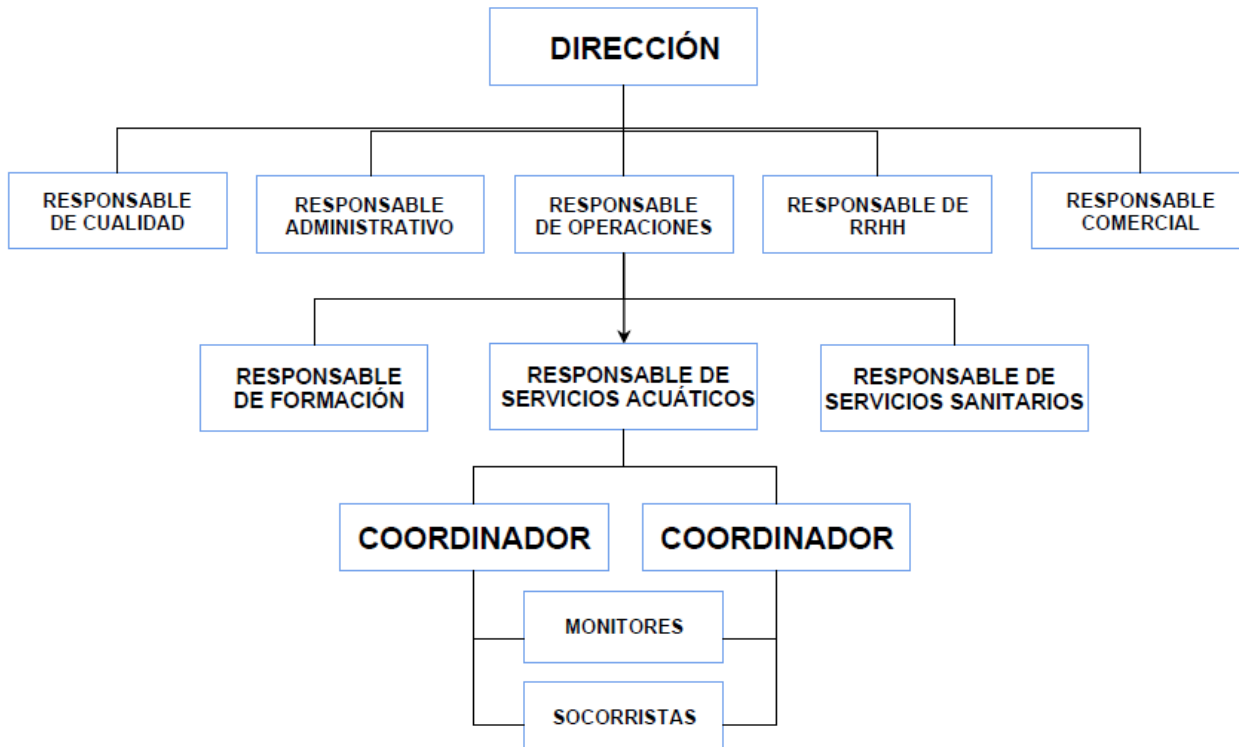 DIRECCIÓN
RESPONSABLE
DE CUALIDAD
RESPONSABLE
ADMINISTRATIVO
RESPONSABLE
DE OPERACIONES
RESPONSABLE DE
RRHH
RESPONSABLE
COMERCIAL
RESPONSABLE
DE FORMACIÓN
RESPONSABLE DE
SERVICIOS ACUÁTICOS
RESPONSABLE DE
SERVICIOS SANITARIOS
COORDINADOR
COORDINADOR
MONITORES
SOCORRISTAS